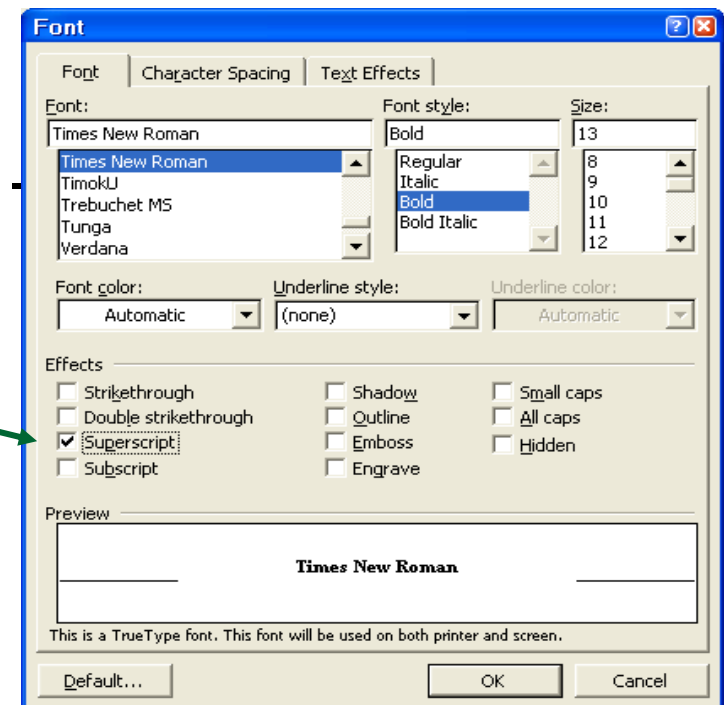 Font
Font Character Spacing Text Effects
Font: Font style: Size:
Times New Roman Bold 13
Times New Roman Regular 8
TimokU Italic 9
Trebuchet MS Bold 10
Tunga Bold Italic 11
Verdana 12
Font color: Underline style: Underline color:
Automatic (none) Automatic
Effects
Strikethrough Shadow Small caps
Double strikethrough Outline All caps
Superscript Emboss Hidden
Subscript Engrave
Preview
Times New Roman
This is a TrueType font. This font will be used on both printer and screen.
Default... OK Cancel